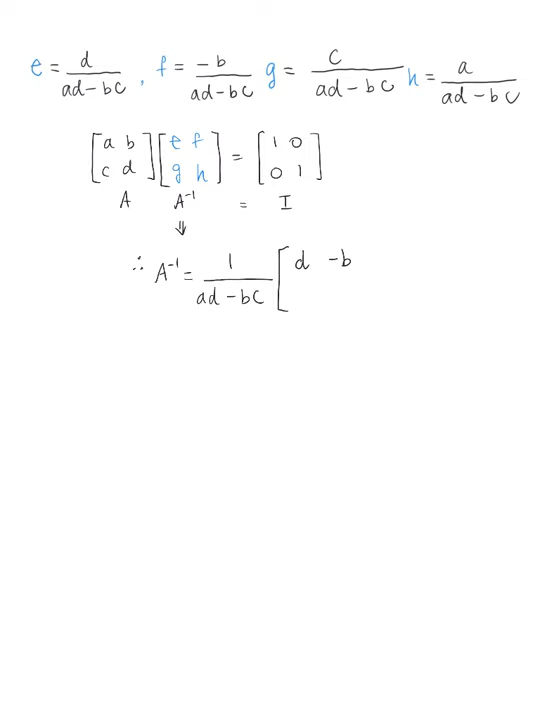 e = d/(ad-bc), f = -b/(ad-bc) g = c/(ad-bc) h = a/(ad-bc)
[a b; c d] [e f; g h] = [1 0; 0 1]
A A⁻¹ = I
⇓
∴ A⁻¹ = 1/(ad-bc) [d -b